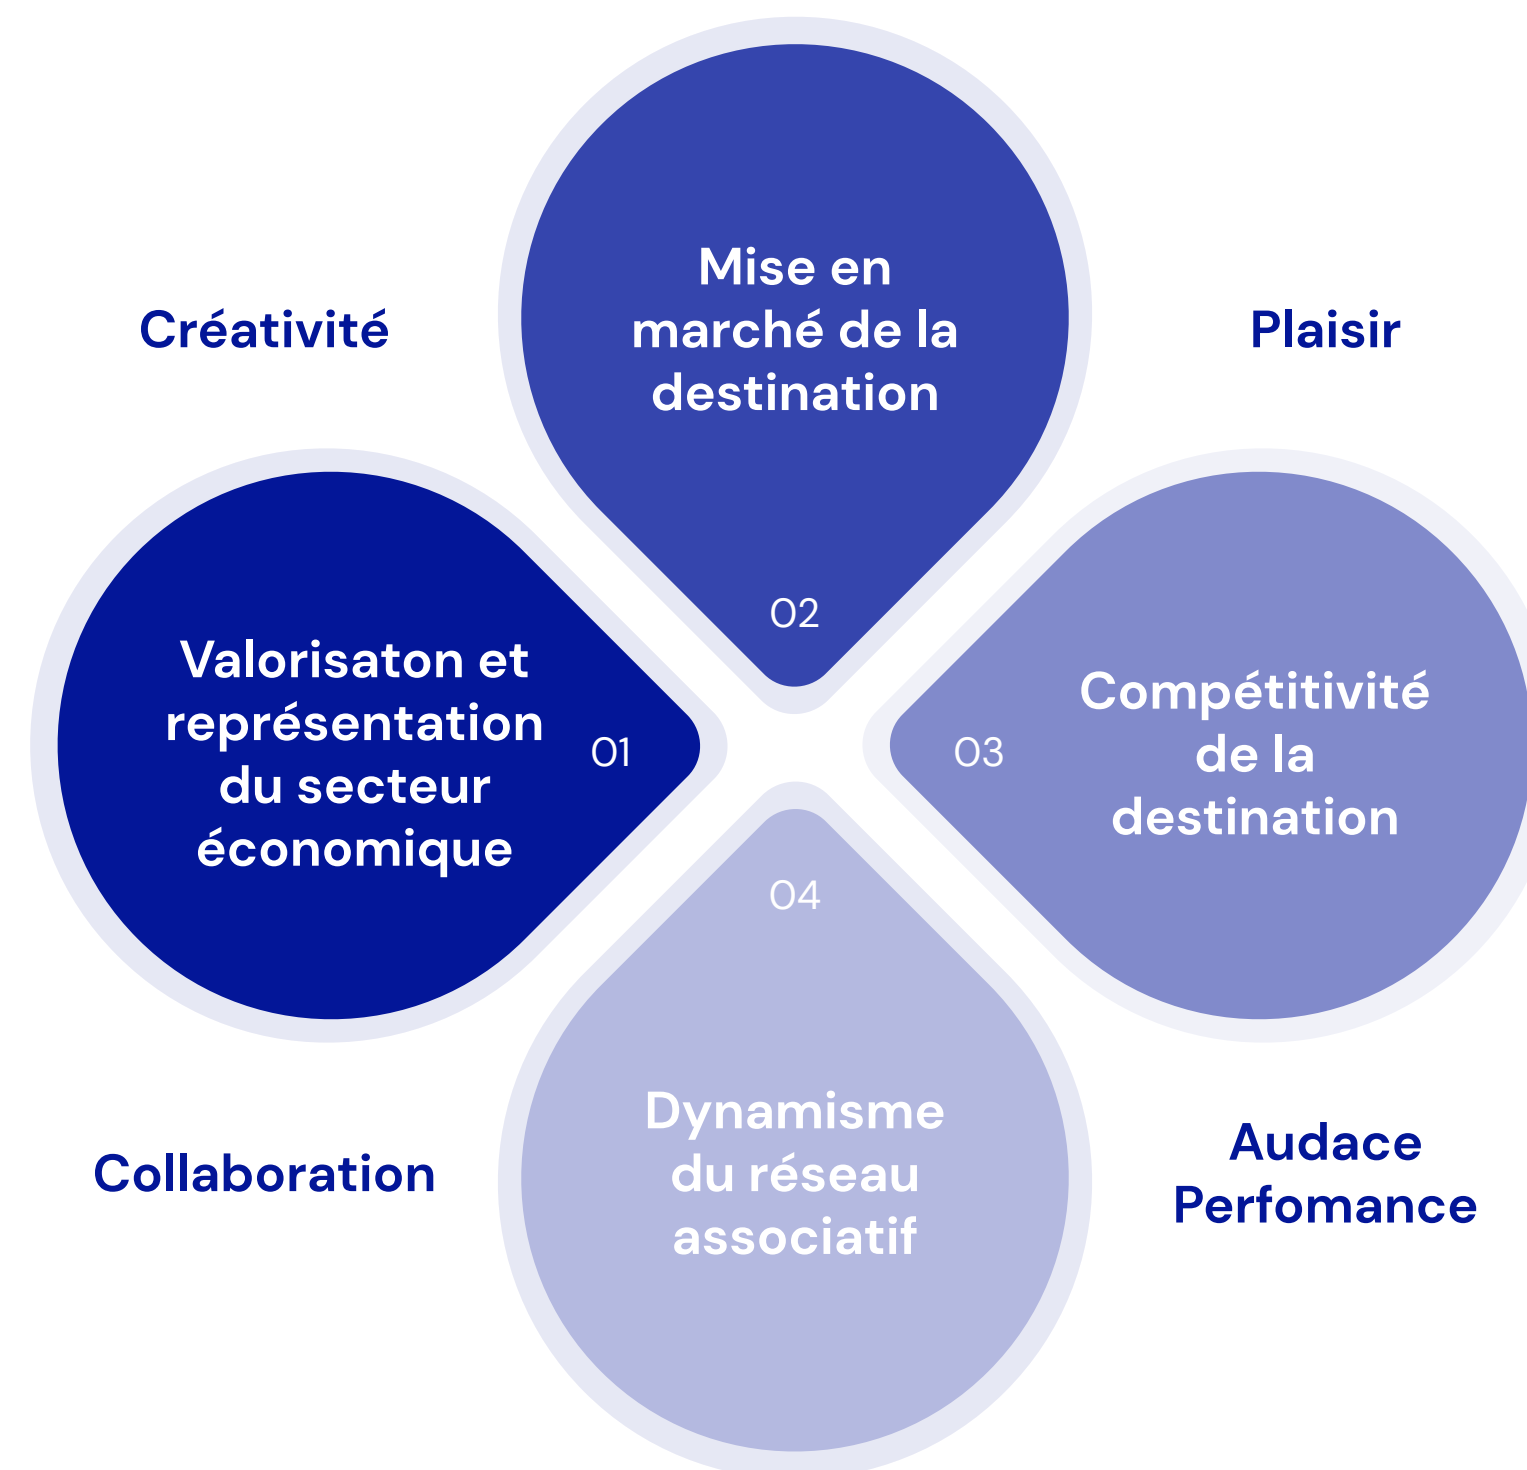 Créativité
Mise en
marché de la
destination
02
Plaisir
Valorisaton et
représentation
du secteur
économique
01
03
Compétitivité
de la
destination
04
Dynamisme
du réseau
associatif
Collaboration
Audace
Perfomance